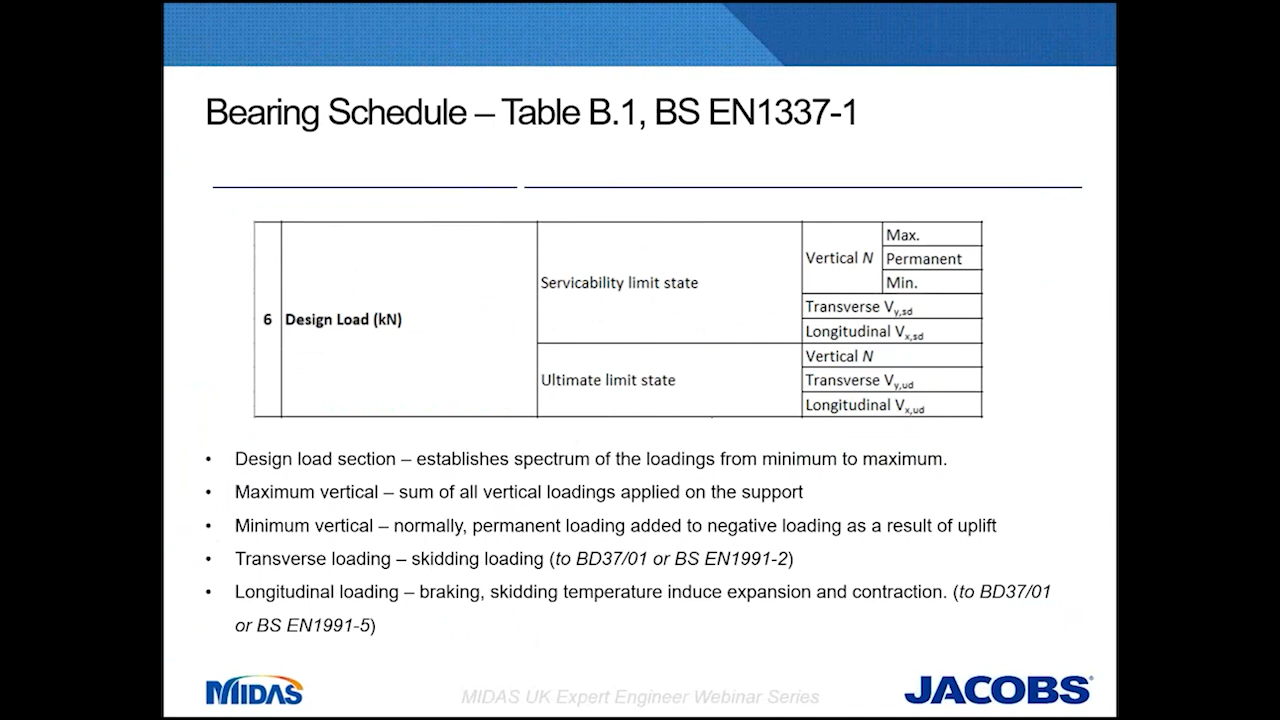 Bearing Schedule – Table B.1, BS EN1337-1
6
Design Load (kN)
Servicability limit state
Vertical N
Max.
Permanent
Min.
Transverse Vy,sd
Longitudinal Vx,sd
Ultimate limit state
Vertical N
Transverse Vy,ud
Longitudinal Vx,ud
• Design load section – establishes spectrum of the loadings from minimum to maximum.
• Maximum vertical – sum of all vertical loadings applied on the support
• Minimum vertical – normally, permanent loading added to negative loading as a result of uplift
• Transverse loading – skidding loading (to BD37/01 or BS EN1991-2)
• Longitudinal loading – braking, skidding temperature induce expansion and contraction. (to BD37/01
or BS EN1991-5)
MIDAS
MIDAS UK Expert Engineer Webinar Series
JACOBS®